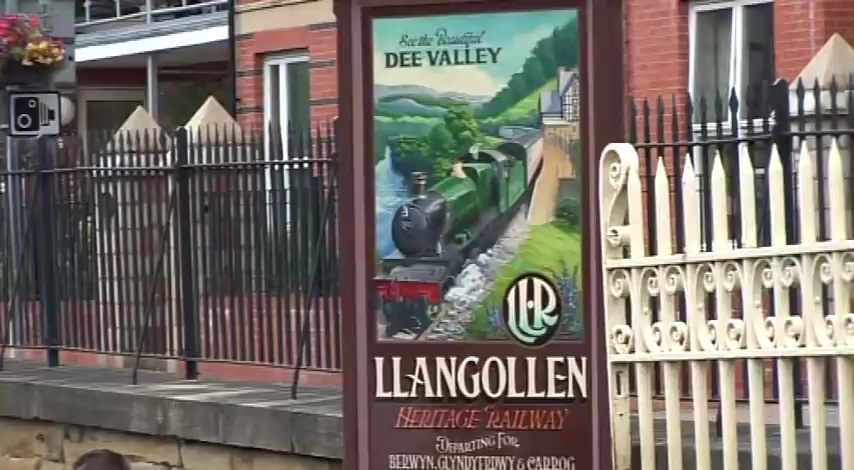 See the Beautiful
DEE VALLEY
LLR
LLANGOLLEN
HERITAGE RAILWAY
DEPARTING FOR
BERWYN, GLYNDYFRDWY & CARROG